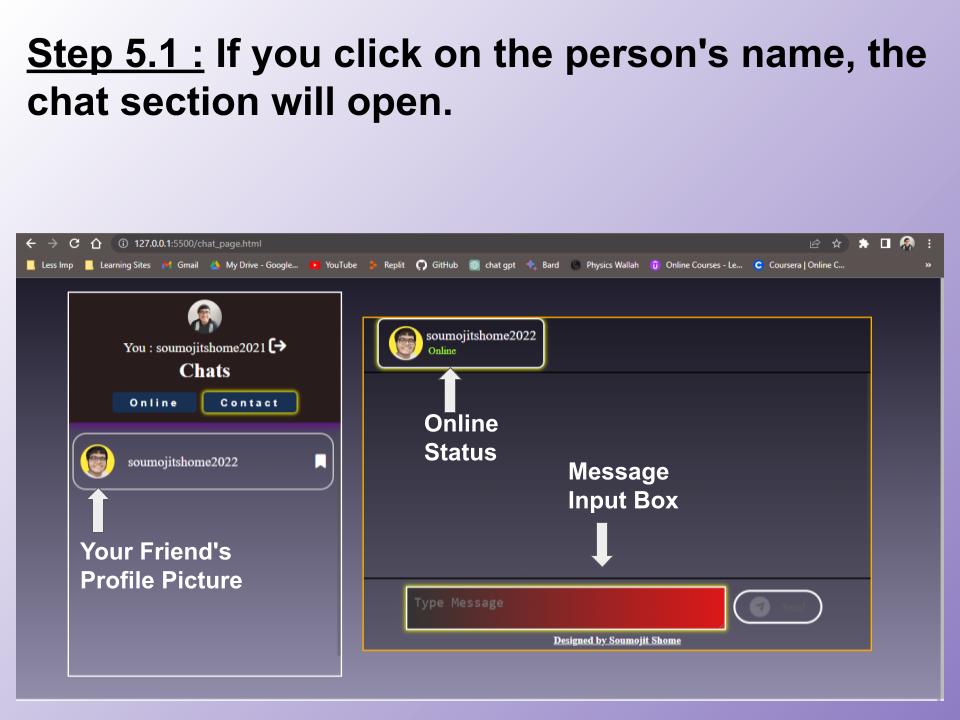 Step 5.1 : If you click on the person's name, the
chat section will open.
127.0.0.1:5500/chat_page.html
Less Imp Learning Sites Gmail My Drive - Google... YouTube Replit GitHub chat gpt Bard Physics Wallah Online Courses - Le... Coursera | Online C... »
You : soumojitshome2021
Chats
Online Contact
soumojitshome2022
Your Friend's
Profile Picture
soumojitshome2022
Online
Online
Status
Message
Input Box
Type Message
Send
Designed by Soumojit Shome